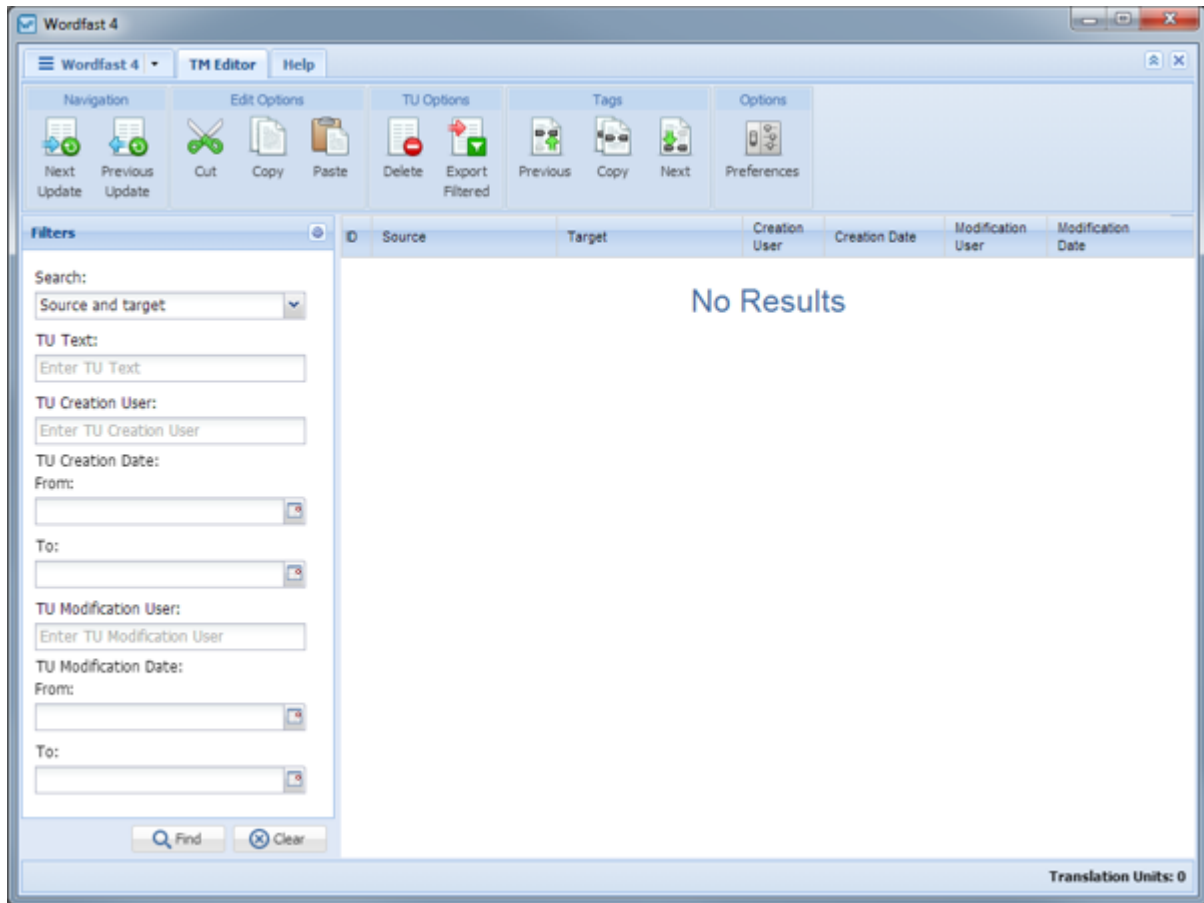 Wordfast 4
Wordfast 4 TM Editor Help
Navigation Edit Options TU Options Tags Options
Next Update Previous Update Cut Copy Paste Delete Export Filtered Previous Copy Next Preferences
Filters
ID Source Target Creation User Creation Date Modification User Modification Date
Search:
Source and target
No Results
TU Text:
Enter TU Text
TU Creation User:
Enter TU Creation User
TU Creation Date:
From:
To:
TU Modification User:
Enter TU Modification User
TU Modification Date:
From:
To:
Find Clear
Translation Units: 0